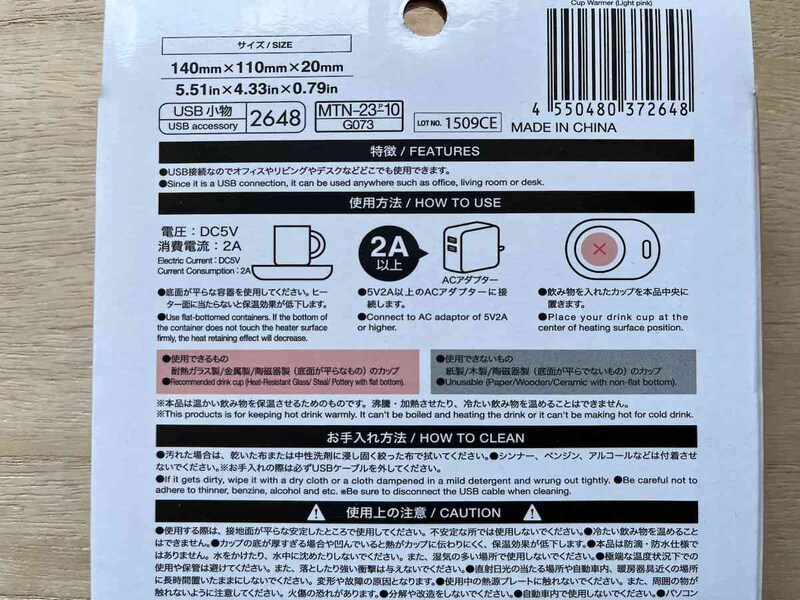 Cup Warmer (Light pink)
サイズ / SIZE
140mm×110mm×20mm
5.51in×4.33in×0.79in
USB 小物
USB accessory
2648
MTN-23ᴾ10
G073
LOT NO. 1509CE
4 550480 372648
MADE IN CHINA
特徴 / FEATURES
●USB接続なのでオフィスやリビングやデスクなどどこでも使用できます。
●Since it is a USB connection, it can be used anywhere such as office, living room or desk.
使用方法 / HOW TO USE
電圧：DC5V
消費電流：2A
Electric Current : DC5V
Current Consumption : 2A
●底面が平らな容器を使用してください。ヒー
ター面に当たらないと保温効果が低下します。
●Use flat-bottomed containers. If the bottom of
the container does not touch the heater surface
firmly, the heat retaining effect will decrease.
2A
以上
ACアダプター
●5V2A以上のACアダプターに接
続します。
●Connect to AC adaptor of 5V2A
or higher.
●飲み物を入れたカップを本品中央に
置きます。
●Place your drink cup at the
center of heating surface position.
●使用できるもの
耐熱ガラス製/金属製/陶磁器製（底面が平らなもの）のカップ
●Recommended drink cup (Heat-Resistant Glass/ Steal/ Pottery with flat bottom).
●使用できないもの
紙製/木製/陶磁器製（底面が平らでないもの）のカップ
●Unusable (Paper/Wooden/Ceramic with non-flat bottom).
※本品は温かい飲み物を保温させるためのものです。沸騰・加熱させたり、冷たい飲み物を温めることはできません。
※This products is for keeping hot drink warmly. It can't be boiled and heating the drink or it can't be making hot for cold drink.
お手入れ方法 / HOW TO CLEAN
●汚れた場合は、乾いた布または中性洗剤に浸し固く絞った布で拭いてください。●シンナー、ベンジン、アルコールなどは付着させ
ないでください。※お手入れの際は必ずUSBケーブルを外してください。
●If it gets dirty, wipe it with a dry cloth or a cloth dampened in a mild detergent and wrung out tightly. ●Be careful not to
adhere to thinner, benzine, alcohol and etc. ※Be sure to disconnect the USB cable when cleaning.
使用上の注意 / CAUTION
●使用する際は、接地面が平らな安定したところで使用してください。不安定な所では使用しないでください。●冷たい飲み物を温めること
はできません。●カップの底が厚すぎる場合や凹んでいると熱がカップに伝わりにくく、保温効果が低下します。●本品は防滴・防水仕様で
はありません。水をかけたり、水中に沈めたりしないでください。また、湿気の多い場所で使用しないでください。●極端な温度状況下での
使用や保管は避けてください。また、落としたり強い衝撃は与えないでください。●直射日光の当たる場所や自動車内、暖房器具近くの場所
に長時間置いたままにしないでください。変形や故障の原因となります。●使用中の熱源プレートに触れないでください。また、周囲の物が
触れないように注意してください。火傷の恐れがあります。●分解や改造をしないでください。●自動車内で使用しないでください。●パソコン